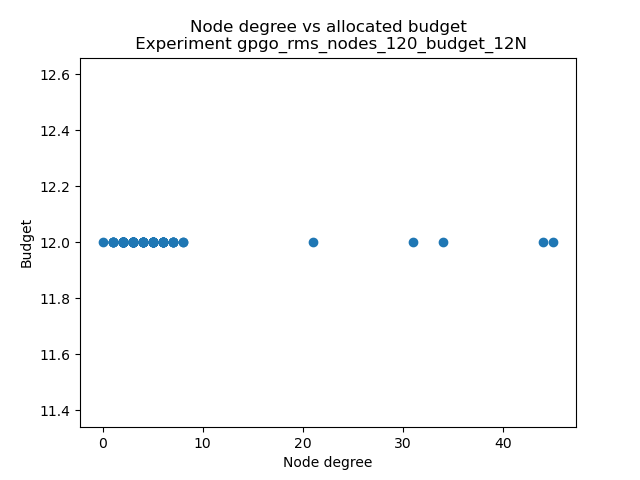 Node degree vs allocated budget
Experiment gpgo_rms_nodes_120_budget_12N
12.6
12.4
12.2
12.0
11.8
11.6
11.4
Budget
0 10 20 30 40
Node degree